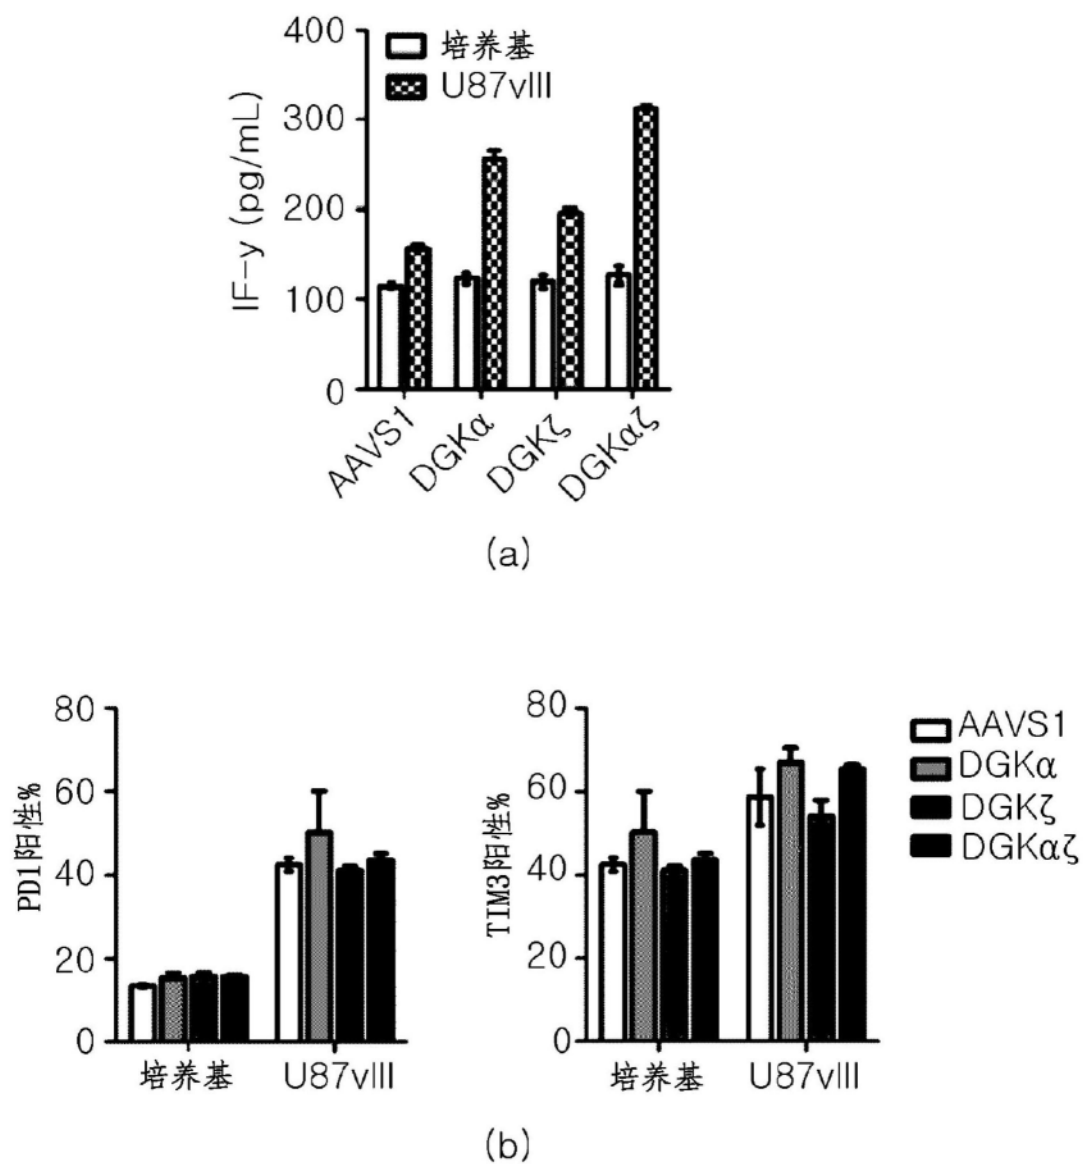 400
300
200
100
0
IF-y (pg/mL)
培养基
U87vIII
AAVS1
DGKα
DGKζ
DGKαζ
(a)
80
60
40
20
0
PD1阳性%
培养基
U87vIII
80
60
40
20
0
TIM3阳性%
培养基
U87vIII
AAVS1
DGKα
DGKζ
DGKαζ
(b)